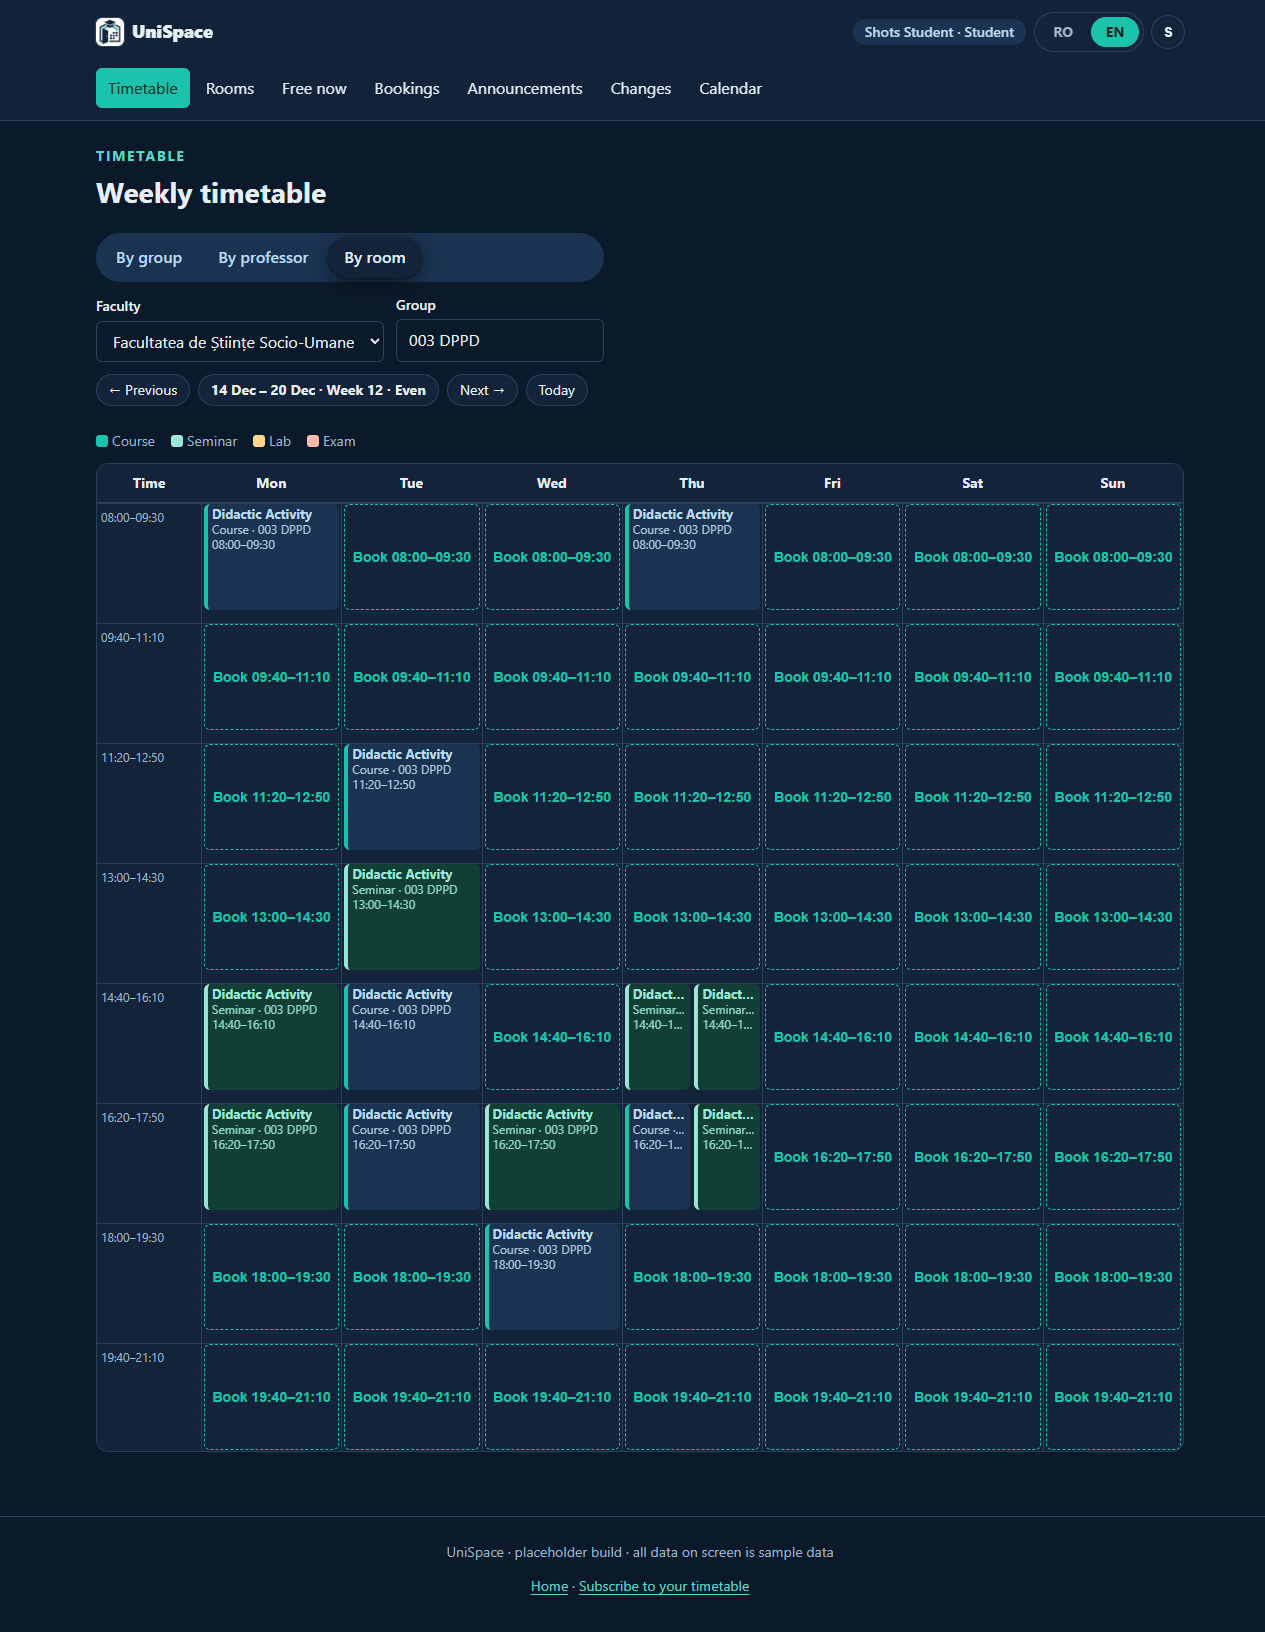 UniSpace
Shots Student · Student
RO EN
S
Timetable Rooms Free now Bookings Announcements Changes Calendar
TIMETABLE
Weekly timetable
By group By professor By room
Faculty Group
Facultatea de Științe Socio-Umane 003 DPPD
← Previous 14 Dec – 20 Dec · Week 12 · Even Next → Today
Course Seminar Lab Exam
Time Mon Tue Wed Thu Fri Sat Sun
08:00–09:30
Didactic Activity
Course · 003 DPPD
08:00–09:30
Book 08:00–09:30
Book 08:00–09:30
Didactic Activity
Course · 003 DPPD
08:00–09:30
Book 08:00–09:30
Book 08:00–09:30
Book 08:00–09:30
09:40–11:10
Book 09:40–11:10
Book 09:40–11:10
Book 09:40–11:10
Book 09:40–11:10
Book 09:40–11:10
Book 09:40–11:10
Book 09:40–11:10
11:20–12:50
Book 11:20–12:50
Didactic Activity
Course · 003 DPPD
11:20–12:50
Book 11:20–12:50
Book 11:20–12:50
Book 11:20–12:50
Book 11:20–12:50
Book 11:20–12:50
13:00–14:30
Book 13:00–14:30
Didactic Activity
Seminar · 003 DPPD
13:00–14:30
Book 13:00–14:30
Book 13:00–14:30
Book 13:00–14:30
Book 13:00–14:30
Book 13:00–14:30
14:40–16:10
Didactic Activity
Seminar · 003 DPPD
14:40–16:10
Didactic Activity
Course · 003 DPPD
14:40–16:10
Book 14:40–16:10
Didact...
Seminar...
14:40–1...
Didact...
Seminar...
14:40–1...
Book 14:40–16:10
Book 14:40–16:10
Book 14:40–16:10
16:20–17:50
Didactic Activity
Seminar · 003 DPPD
16:20–17:50
Didactic Activity
Course · 003 DPPD
16:20–17:50
Didactic Activity
Seminar · 003 DPPD
16:20–17:50
Didact...
Course ·...
16:20–1...
Didact...
Seminar...
16:20–1...
Book 16:20–17:50
Book 16:20–17:50
Book 16:20–17:50
18:00–19:30
Book 18:00–19:30
Book 18:00–19:30
Didactic Activity
Course · 003 DPPD
18:00–19:30
Book 18:00–19:30
Book 18:00–19:30
Book 18:00–19:30
Book 18:00–19:30
19:40–21:10
Book 19:40–21:10
Book 19:40–21:10
Book 19:40–21:10
Book 19:40–21:10
Book 19:40–21:10
Book 19:40–21:10
Book 19:40–21:10
UniSpace · placeholder build · all data on screen is sample data
Home · Subscribe to your timetable